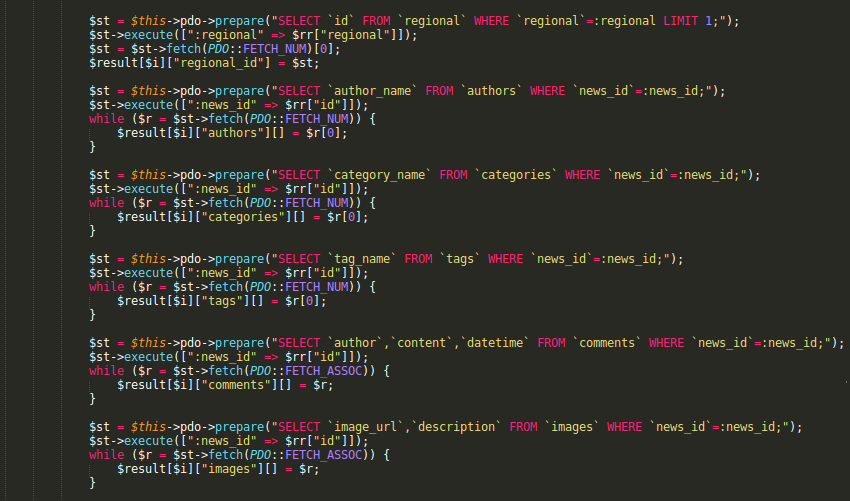 $st = $this->pdo->prepare("SELECT `id` FROM `regional` WHERE `regional`=:regional LIMIT 1;");
$st->execute([":regional" => $rr["regional"]]);
$st = $st->fetch(PDO::FETCH_NUM)[0];
$result[$i]["regional_id"] = $st;

$st = $this->pdo->prepare("SELECT `author_name` FROM `authors` WHERE `news_id`=:news_id;");
$st->execute([":news_id" => $rr["id"]]);
while ($r = $st->fetch(PDO::FETCH_NUM)) {
    $result[$i]["authors"][] = $r[0];
}

$st = $this->pdo->prepare("SELECT `category_name` FROM `categories` WHERE `news_id`=:news_id;");
$st->execute([":news_id" => $rr["id"]]);
while ($r = $st->fetch(PDO::FETCH_NUM)) {
    $result[$i]["categories"][] = $r[0];
}

$st = $this->pdo->prepare("SELECT `tag_name` FROM `tags` WHERE `news_id`=:news_id;");
$st->execute([":news_id" => $rr["id"]]);
while ($r = $st->fetch(PDO::FETCH_NUM)) {
    $result[$i]["tags"][] = $r[0];
}

$st = $this->pdo->prepare("SELECT `author`,`content`,`datetime` FROM `comments` WHERE `news_id`=:news_id;");
$st->execute([":news_id" => $rr["id"]]);
while ($r = $st->fetch(PDO::FETCH_ASSOC)) {
    $result[$i]["comments"][] = $r;
}

$st = $this->pdo->prepare("SELECT `image_url`,`description` FROM `images` WHERE `news_id`=:news_id;");
$st->execute([":news_id" => $rr["id"]]);
while ($r = $st->fetch(PDO::FETCH_ASSOC)) {
    $result[$i]["images"][] = $r;
}